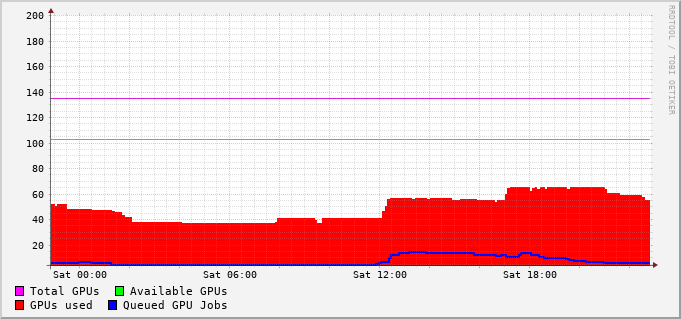 RRDTOOL / TOBI OETIKER
200
180
160
140
120
100
80
60
40
20
Sat 00:00 Sat 06:00 Sat 12:00 Sat 18:00
Total GPUs Available GPUs
GPUs used Queued GPU Jobs